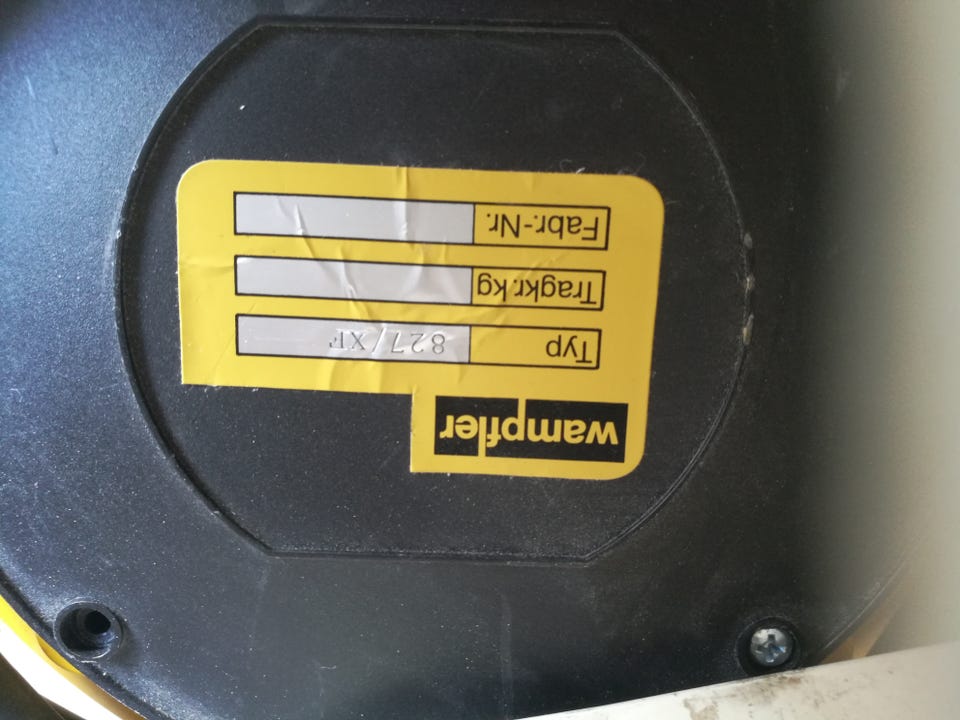 wampfler
Typ 827/XF
Tragkr.kg
Fabr.-Nr.